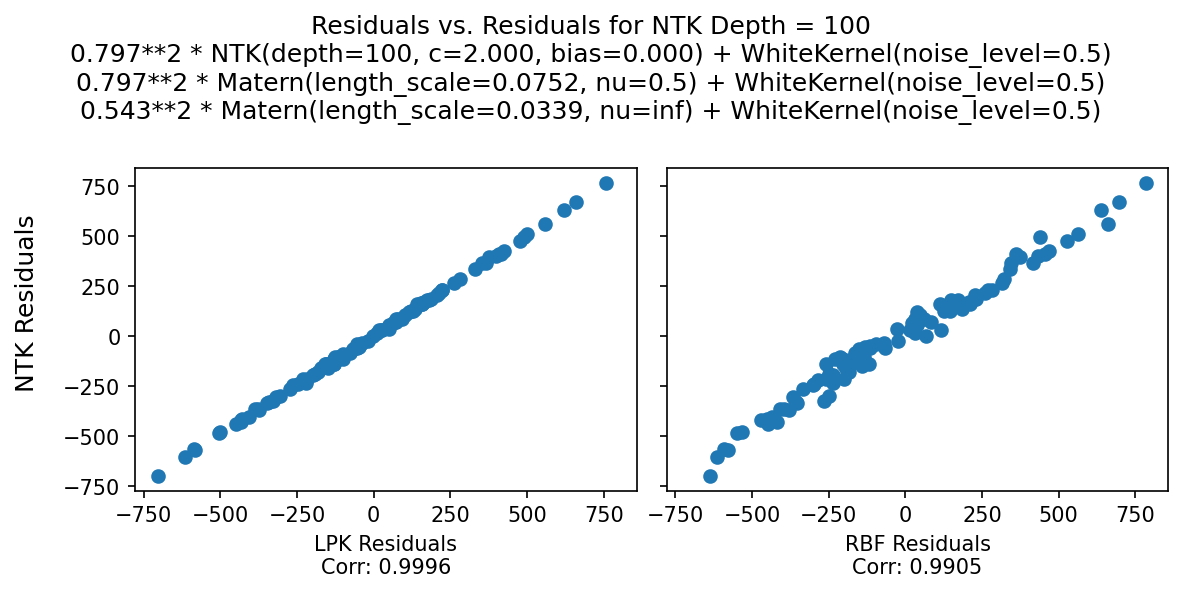 Residuals vs. Residuals for NTK Depth = 100
0.797**2 * NTK(depth=100, c=2.000, bias=0.000) + WhiteKernel(noise_level=0.5)
0.797**2 * Matern(length_scale=0.0752, nu=0.5) + WhiteKernel(noise_level=0.5)
0.543**2 * Matern(length_scale=0.0339, nu=inf) + WhiteKernel(noise_level=0.5)
NTK Residuals
750
500
250
0
−250
−500
−750
−750 −500 −250 0 250 500 750
LPK Residuals
Corr: 0.9996
−750 −500 −250 0 250 500 750
RBF Residuals
Corr: 0.9905